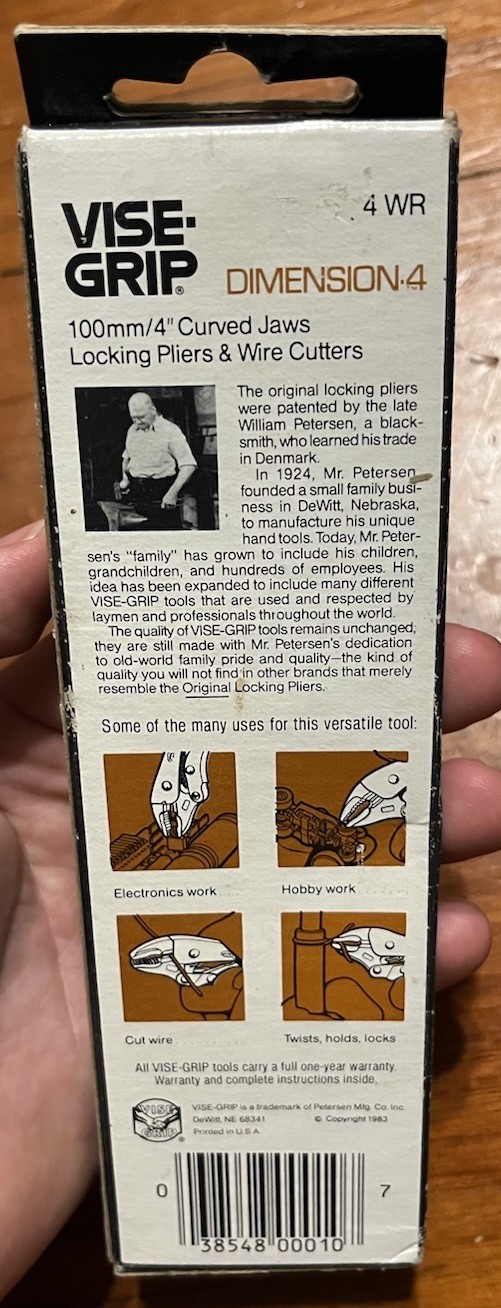 4 WR
VISE-
GRIP®
DIMENSION·4™
100mm/4" Curved Jaws
Locking Pliers & Wire Cutters
The original locking pliers
were patented by the late
William Petersen, a black-
smith, who learned his trade
in Denmark.
In 1924, Mr. Petersen
founded a small family busi-
ness in DeWitt, Nebraska,
to manufacture his unique
hand tools. Today, Mr. Peter-
sen's "family" has grown to include his children,
grandchildren, and hundreds of employees. His
idea has been expanded to include many different
VISE-GRIP tools that are used and respected by
laymen and professionals throughout the world.
The quality of VISE-GRIP tools remains unchanged;
they are still made with Mr. Petersen's dedication
to old-world family pride and quality—the kind of
quality you will not find in other brands that merely
resemble the Original Locking Pliers.
Some of the many uses for this versatile tool:
Electronics work
Hobby work
Cut wire
Twists, holds, locks
All VISE-GRIP tools carry a full one-year warranty.
Warranty and complete instructions inside.
VISE
GRIP®
VISE-GRIP is a trademark of Petersen Mfg. Co. Inc.
DeWitt, NE 68341 © Copyright 1983
Printed in U.S.A.
0 38548 00010 7